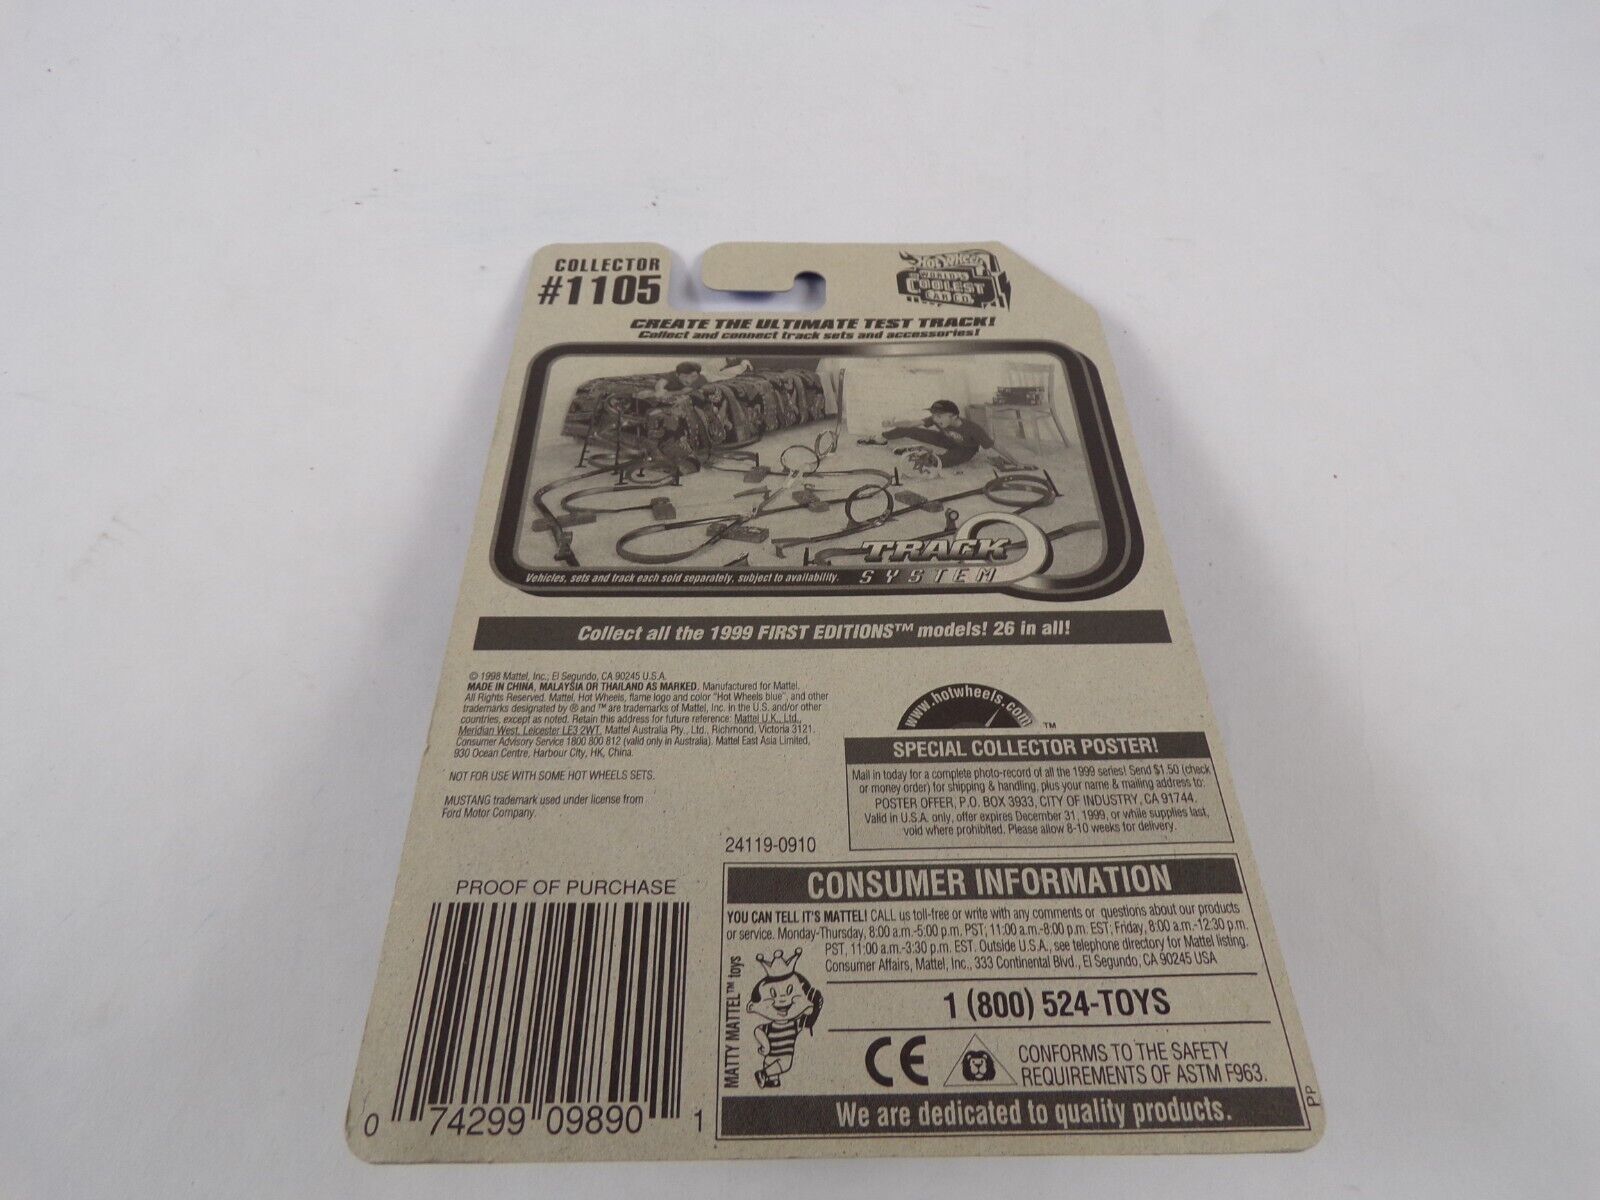 COLLECTOR
#1105
Hot Wheels
WORLD'S
COOLEST
CAR CO.
CREATE THE ULTIMATE TEST TRACK!
Collect and connect track sets and accessories!
TRACK
SYSTEM
Vehicles, sets and track each sold separately, subject to availability.
Collect all the 1999 FIRST EDITIONS™ models! 26 in all!
© 1998 Mattel, Inc., El Segundo, CA 90245 U.S.A.
MADE IN CHINA, MALAYSIA OR THAILAND AS MARKED. Manufactured for Mattel.
All Rights Reserved. Mattel, Hot Wheels, flame logo and color "Hot Wheels blue", and other
trademarks designated by ® and ™ are trademarks of Mattel, Inc. in the U.S. and/or other
countries, except as noted. Retain this address for future reference: Mattel U.K., Ltd.,
Meridian West, Leicester LE3 2WT. Mattel Australia Pty., Ltd., Richmond, Victoria 3121.
Consumer Advisory Service 1800 800 812 (valid only in Australia). Mattel East Asia Limited,
930 Ocean Centre, Harbour City, HK, China.
NOT FOR USE WITH SOME HOT WHEELS SETS.
MUSTANG trademark used under license from
Ford Motor Company.
www.hotwheels.com
™
SPECIAL COLLECTOR POSTER!
Mail in today for a complete photo-record of all the 1999 series! Send $1.50 (check
or money order) for shipping & handling, plus your name & mailing address to:
POSTER OFFER, P.O. BOX 3933, CITY OF INDUSTRY, CA 91744.
Valid in U.S.A. only, offer expires December 31, 1999, or while supplies last,
void where prohibited. Please allow 8-10 weeks for delivery.
24119-0910
PROOF OF PURCHASE
0 74299 09890 1
CONSUMER INFORMATION
YOU CAN TELL IT'S MATTEL! CALL us toll-free or write with any comments or questions about our products
or service. Monday-Thursday, 8:00 a.m.-5:00 p.m. PST; 11:00 a.m.-8:00 p.m. EST; Friday, 8:00 a.m.-12:30 p.m.
PST, 11:00 a.m.-3:30 p.m. EST. Outside U.S.A., see telephone directory for Mattel listing.
Consumer Affairs, Mattel, Inc., 333 Continental Blvd., El Segundo, CA 90245 USA
MATTY MATTEL™ toys
1 (800) 524-TOYS
CE
CONFORMS TO THE SAFETY
REQUIREMENTS OF ASTM F963.
We are dedicated to quality products.
PP